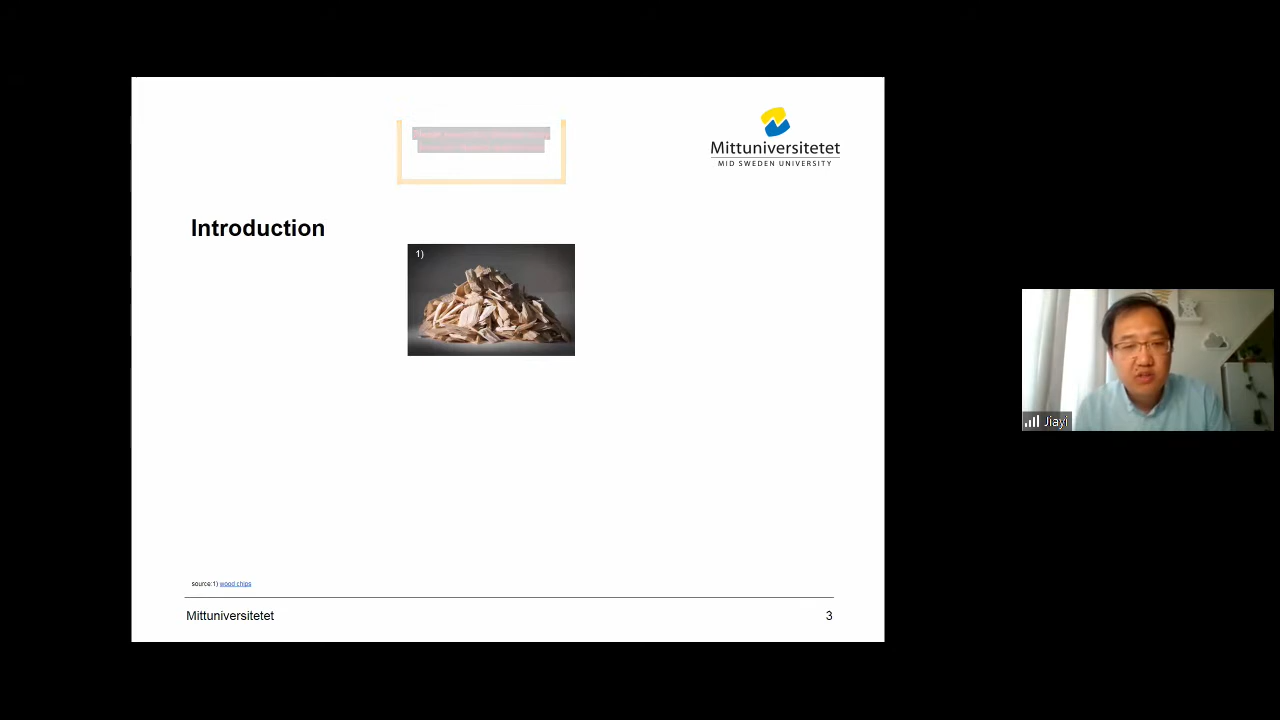 Mittuniversitetet
MID SWEDEN UNIVERSITY
Introduction
1)
Jiayi
source:1) wood chips
Mittuniversitetet
3